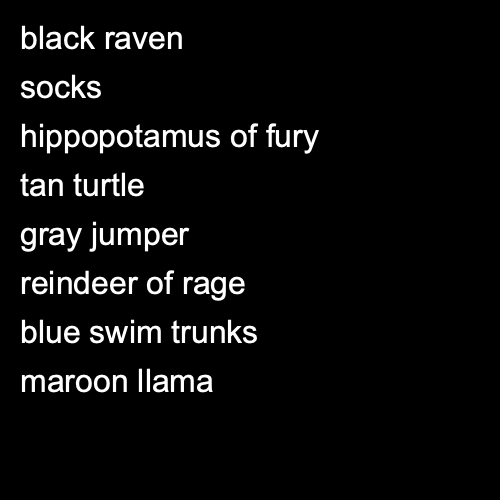 black raven
socks
hippopotamus of fury
tan turtle
gray jumper
reindeer of rage
blue swim trunks
maroon llama